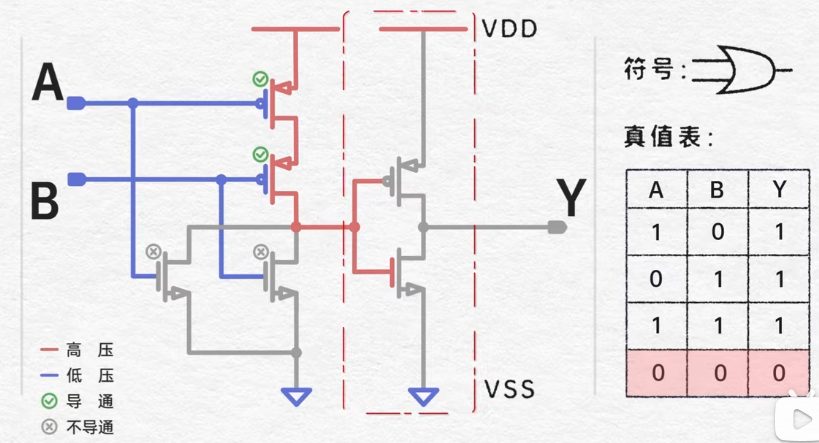 A
B
VDD
Y
VSS
高 压
低 压
导 通
不导通
符号:
真值表:
A B Y
1 0 1
0 1 1
1 1 1
0 0 0